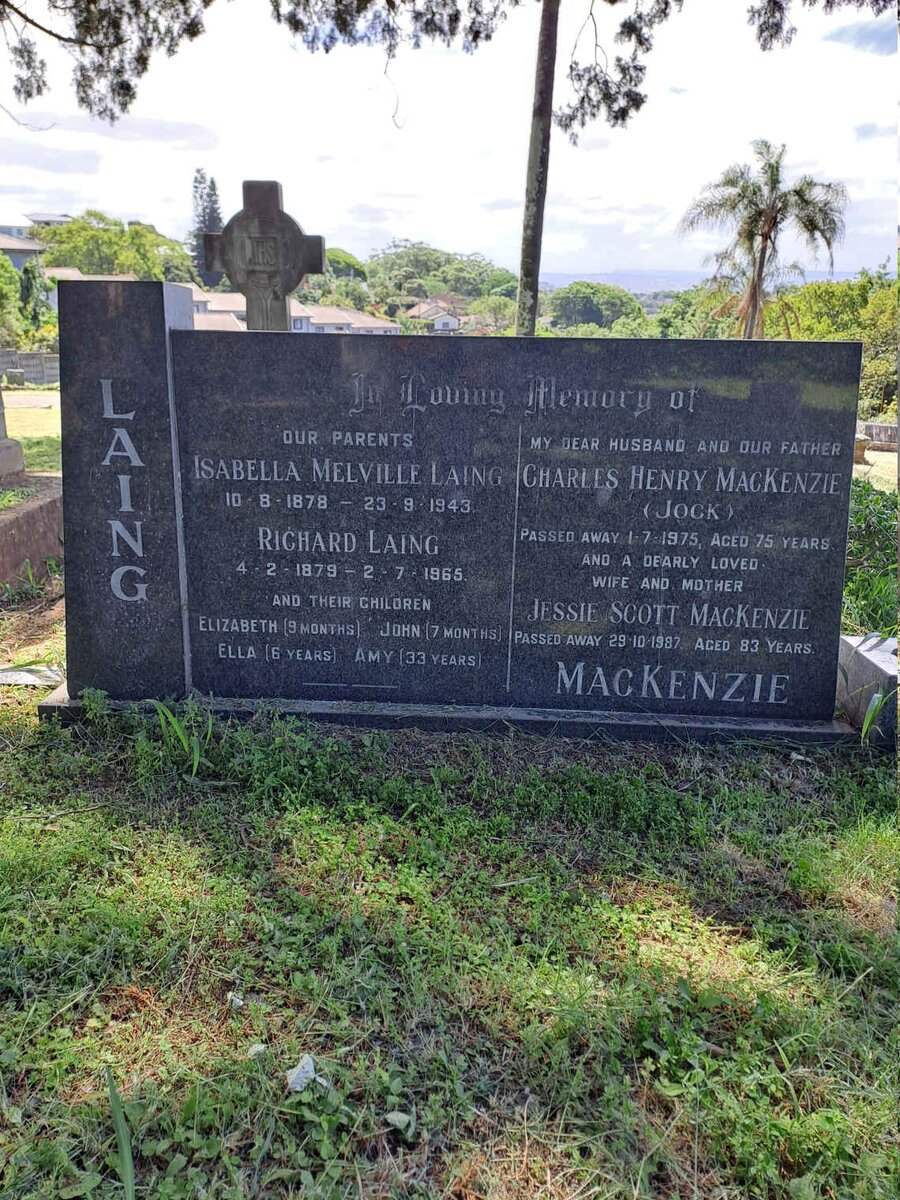 IHS
LAING
In Loving Memory of
OUR PARENTS
ISABELLA MELVILLE LAING
10-8-1878 – 23-9-1943.
RICHARD LAING
4-2-1879 – 2-7-1965.
AND THEIR CHILDREN
ELIZABETH (9 MONTHS) JOHN (7 MONTHS)
ELLA (6 YEARS) AMY (33 YEARS)
MY DEAR HUSBAND AND OUR FATHER
CHARLES HENRY MACKENZIE
(JOCK)
PASSED AWAY 1-7-1975, AGED 75 YEARS.
AND A DEARLY LOVED
WIFE AND MOTHER
JESSIE SCOTT MACKENZIE
PASSED AWAY 29-10-1987. AGED 83 YEARS.
MACKENZIE